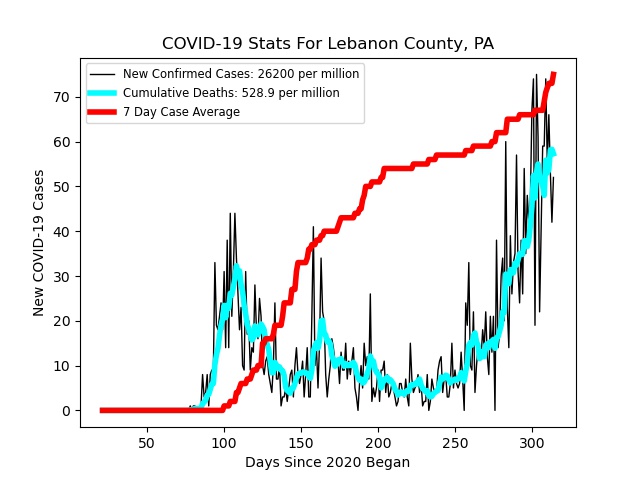 COVID-19 Stats For Lebanon County, PA
New Confirmed Cases: 26200 per million
Cumulative Deaths: 528.9 per million
7 Day Case Average
New COVID-19 Cases
70
60
50
40
30
20
10
0
50 100 150 200 250 300
Days Since 2020 Began